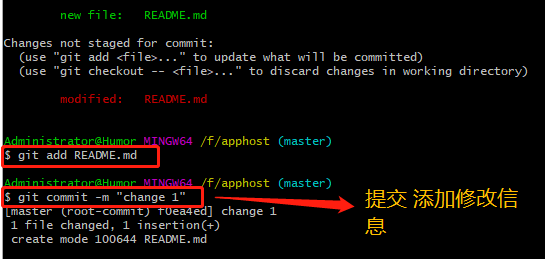 new file:   README.md
Changes not staged for commit:
(use "git add <file>..." to update what will be committed)
(use "git checkout -- <file>..." to discard changes in working directory)
modified:   README.md
Administrator@Humor MINGW64 /f/apphost (master)
$ git add README.md
Administrator@Humor MINGW64 /f/apphost (master)
$ git commit -m "change 1"
[master (root-commit) f0ea4ed] change 1
1 file changed, 1 insertion(+)
create mode 100644 README.md
提交 添加修改信
息